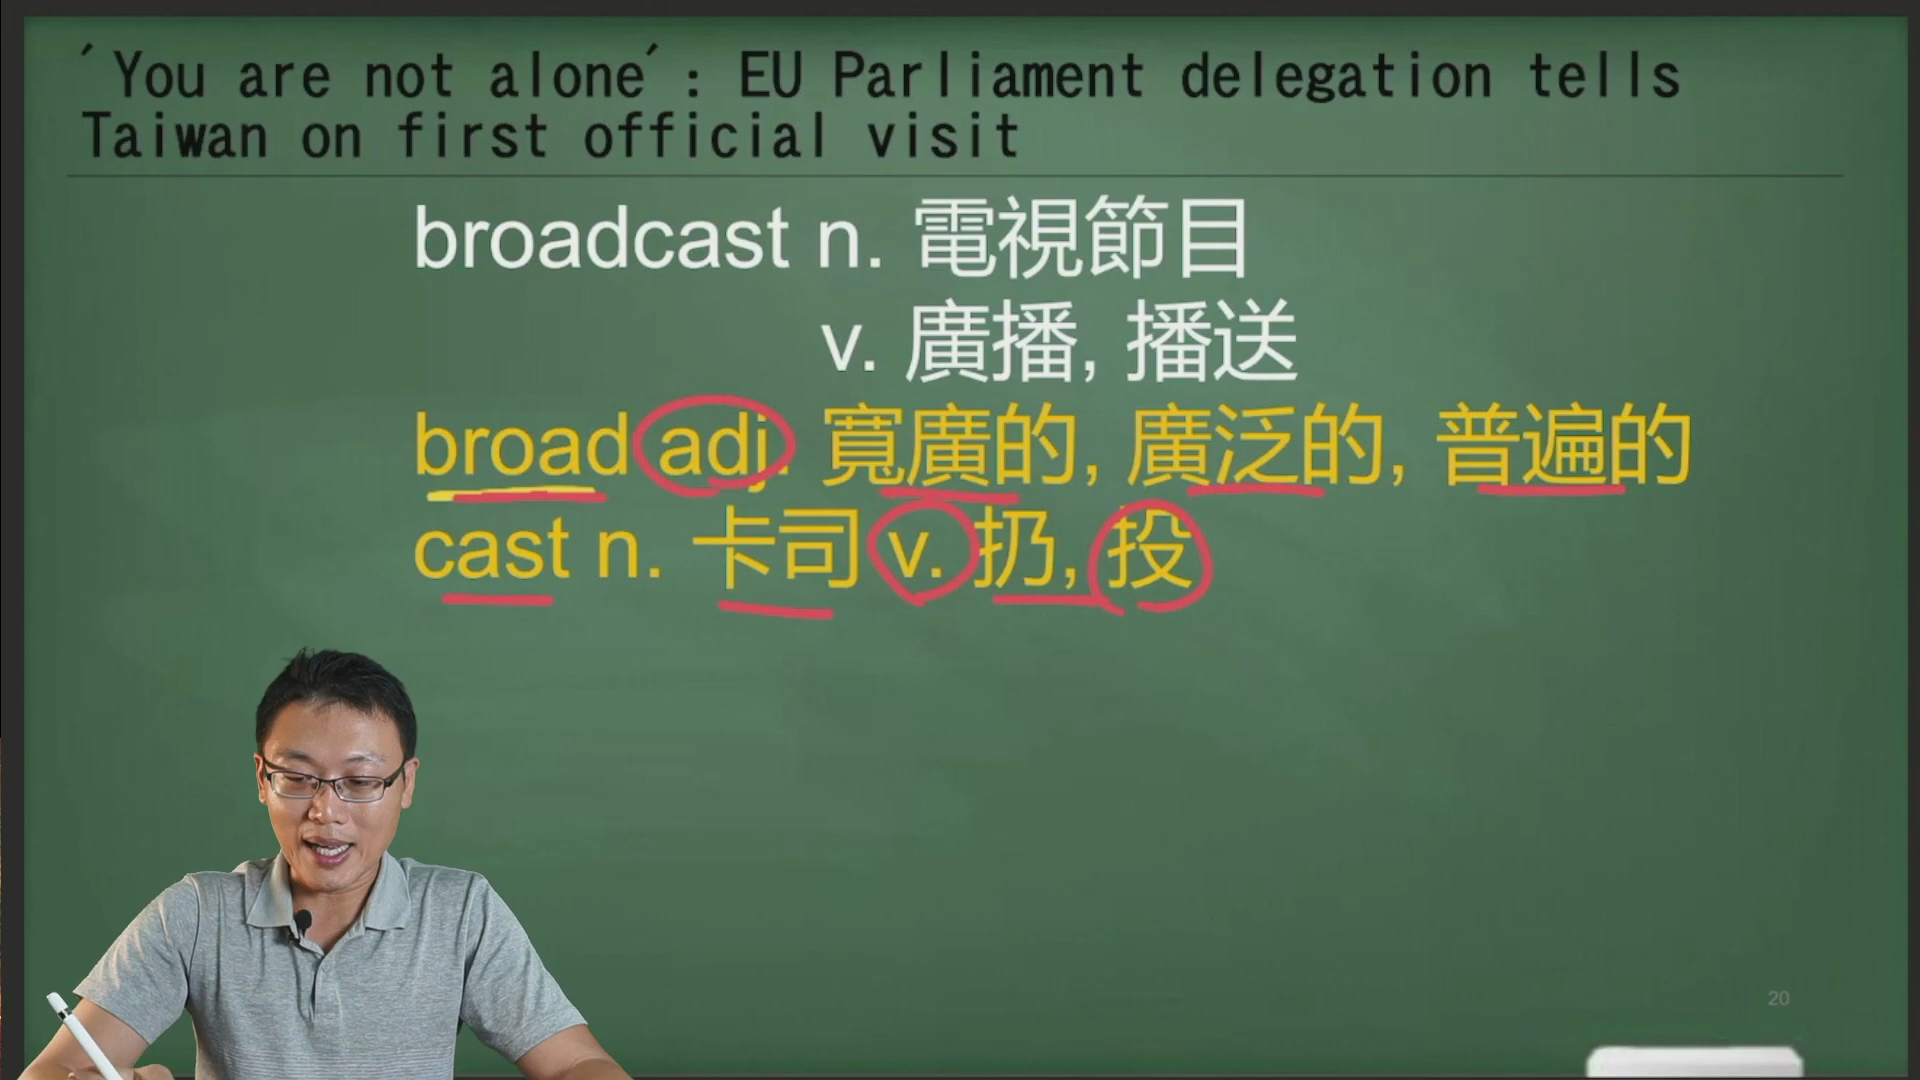 'You are not alone': EU Parliament delegation tells
Taiwan on first official visit
broadcast n. 電視節目
v. 廣播, 播送
broad adj. 寬廣的, 廣泛的, 普遍的
cast n. 卡司 v. 扔, 投
20